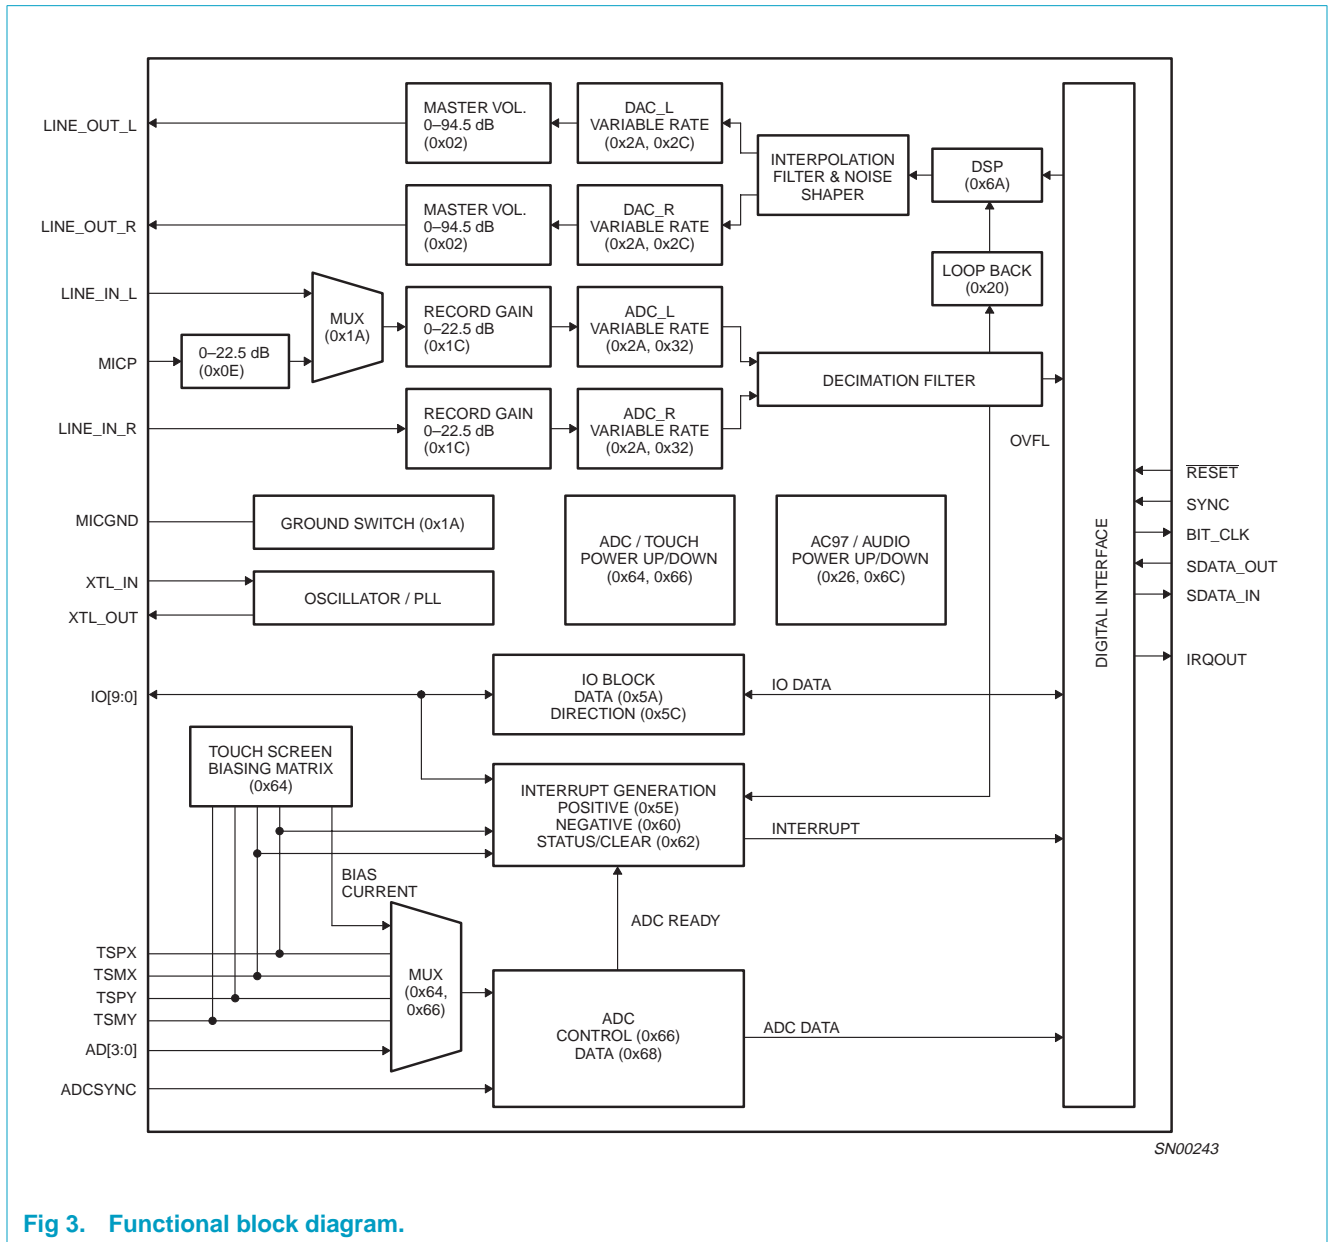 LINE_OUT_L
MASTER VOL.
0–94.5 dB
(0x02)
DAC_L
VARIABLE RATE
(0x2A, 0x2C)
INTERPOLATION
FILTER & NOISE
SHAPER
DSP
(0x6A)
LINE_OUT_R
MASTER VOL.
0–94.5 dB
(0x02)
DAC_R
VARIABLE RATE
(0x2A, 0x2C)
LOOP BACK
(0x20)
LINE_IN_L
MUX
(0x1A)
RECORD GAIN
0–22.5 dB
(0x1C)
ADC_L
VARIABLE RATE
(0x2A, 0x32)
MICP
0–22.5 dB
(0x0E)
DECIMATION FILTER
LINE_IN_R
RECORD GAIN
0–22.5 dB
(0x1C)
ADC_R
VARIABLE RATE
(0x2A, 0x32)
OVFL
MICGND
GROUND SWITCH (0x1A)
ADC / TOUCH
POWER UP/DOWN
(0x64, 0x66)
AC97 / AUDIO
POWER UP/DOWN
(0x26, 0x6C)
XTL_IN
XTL_OUT
OSCILLATOR / PLL
DIGITAL INTERFACE
RESET
SYNC
BIT_CLK
SDATA_OUT
SDATA_IN
IRQOUT
IO[9:0]
IO BLOCK
DATA (0x5A)
DIRECTION (0x5C)
IO DATA
TOUCH SCREEN
BIASING MATRIX
(0x64)
INTERRUPT GENERATION
POSITIVE (0x5E)
NEGATIVE (0x60)
STATUS/CLEAR (0x62)
INTERRUPT
BIAS
CURRENT
ADC READY
TSPX
TSMX
TSPY
TSMY
AD[3:0]
ADCSYNC
MUX
(0x64,
0x66)
ADC
CONTROL (0x66)
DATA (0x68)
ADC DATA
SN00243
Fig 3. Functional block diagram.